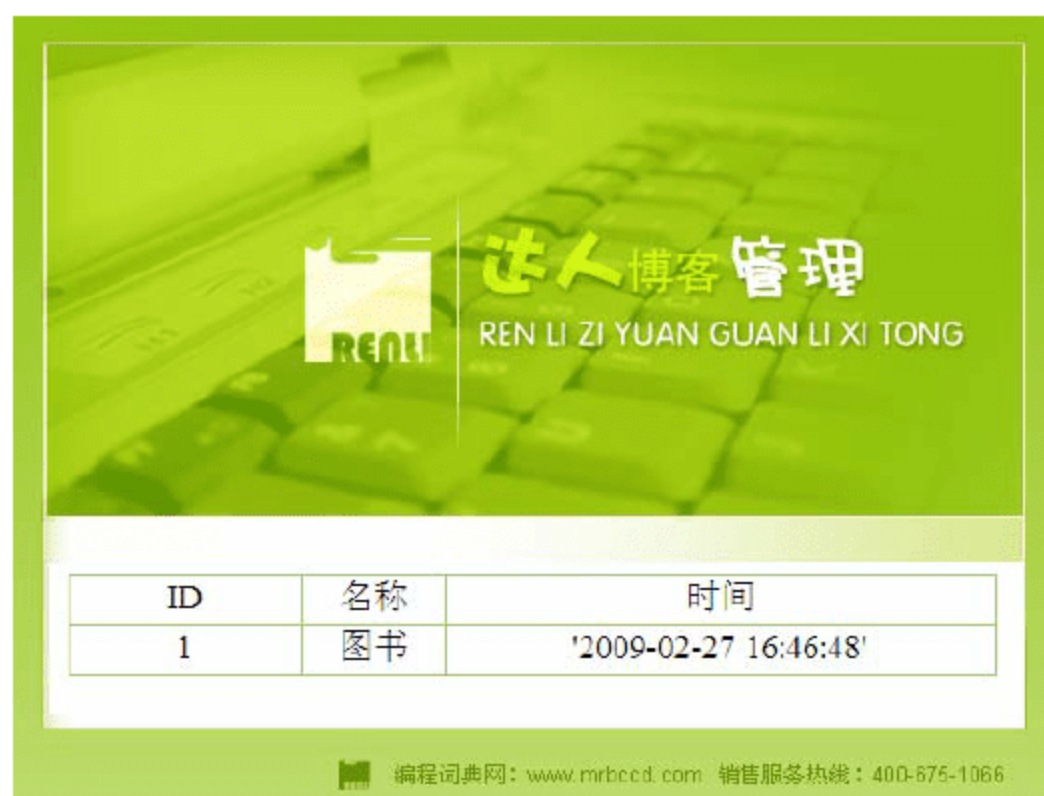 达人博客管理
RENLI
REN LI ZI YUAN GUAN LI XI TONG
ID 名称 时间
1 图书 '2009-02-27 16:46:48'
编程词典网：www.mrbccd.com 销售服务热线：400-675-1066